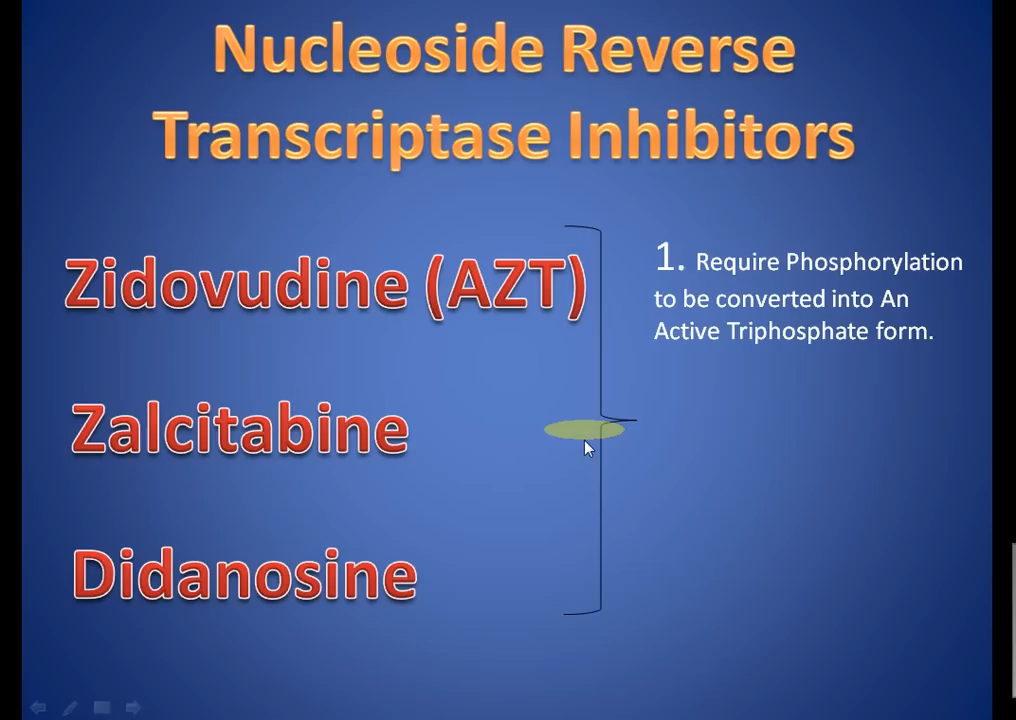 Nucleoside Reverse
Transcriptase Inhibitors
Zidovudine (AZT)
Zalcitabine
Didanosine
1. Require Phosphorylation
to be converted into An
Active Triphosphate form.